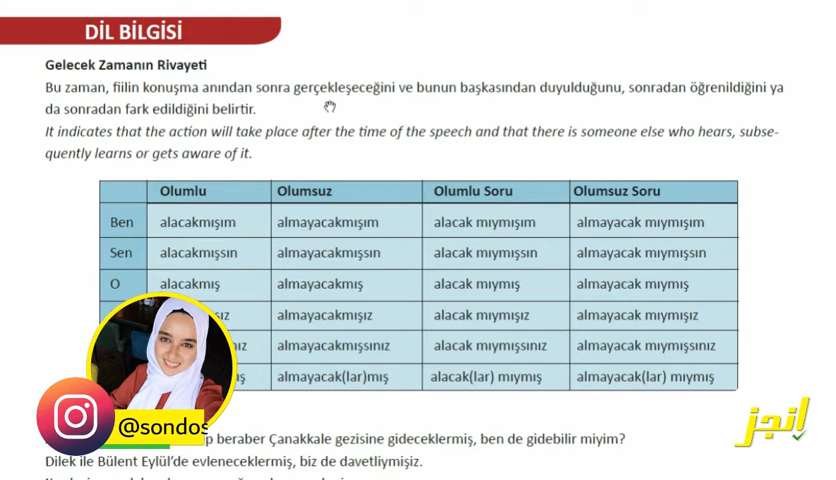 DİL BİLGİSİ
Gelecek Zamanın Rivayeti
Bu zaman, fiilin konuşma anından sonra gerçekleşeceğini ve bunun başkasından duyulduğunu, sonradan öğrenildiğini ya
da sonradan fark edildiğini belirtir.
It indicates that the action will take place after the time of the speech and that there is someone else who hears, subse-
quently learns or gets aware of it.
Olumlu Olumsuz Olumlu Soru Olumsuz Soru
Ben alacakmışım almayacakmışım alacak mıymışım almayacak mıymışım
Sen alacakmışsın almayacakmışsın alacak mıymışsın almayacak mıymışsın
O alacakmış almayacakmış alacak mıymış almayacak mıymış
almayacakmışız alacak mıymışız almayacak mıymışız
almayacakmışsınız alacak mıymışsınız almayacak mıymışsınız
almayacak(lar)mış alacak(lar) mıymış almayacak(lar) mıymış
@sondos
انجز
beraber Çanakkale gezisine gideceklermiş, ben de gidebilir miyim?
Dilek ile Bülent Eylül'de evleneceklermiş, biz de davetliymişiz.